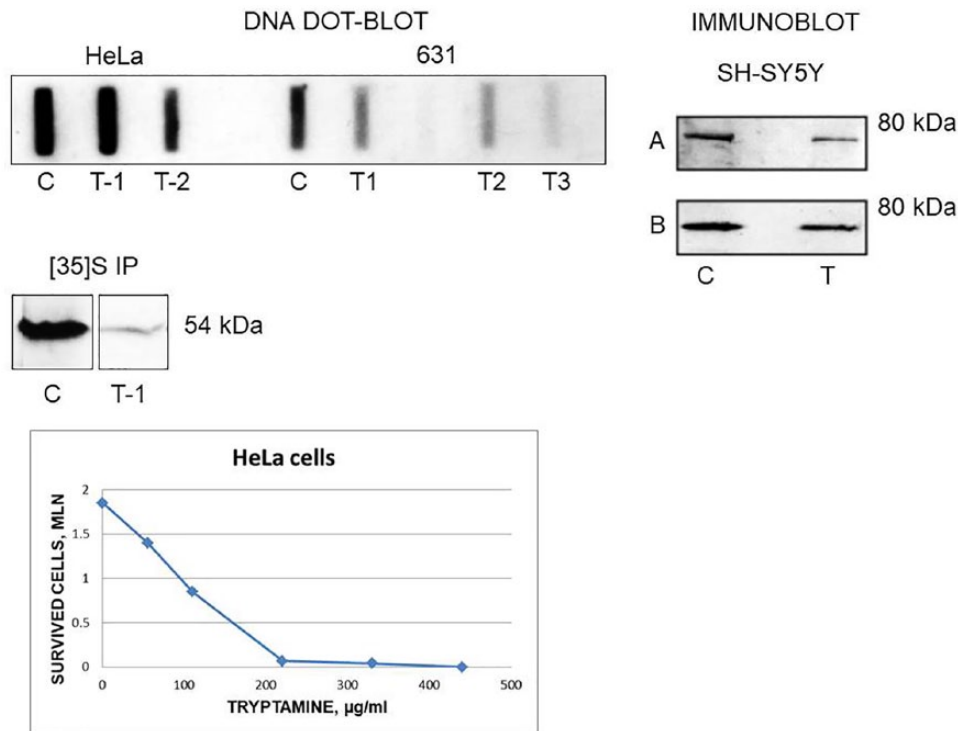 DNA DOT-BLOT
HeLa 631
C T-1 T-2 C T1 T2 T3
IMMUNOBLOT
SH-SY5Y
A 80 kDa
B 80 kDa
C T
[35]S IP
54 kDa
C T-1
HeLa cells
SURVIVED CELLS, MLN
2
1.5
1
0.5
0
0 100 200 300 400 500
TRYPTAMINE, µg/ml